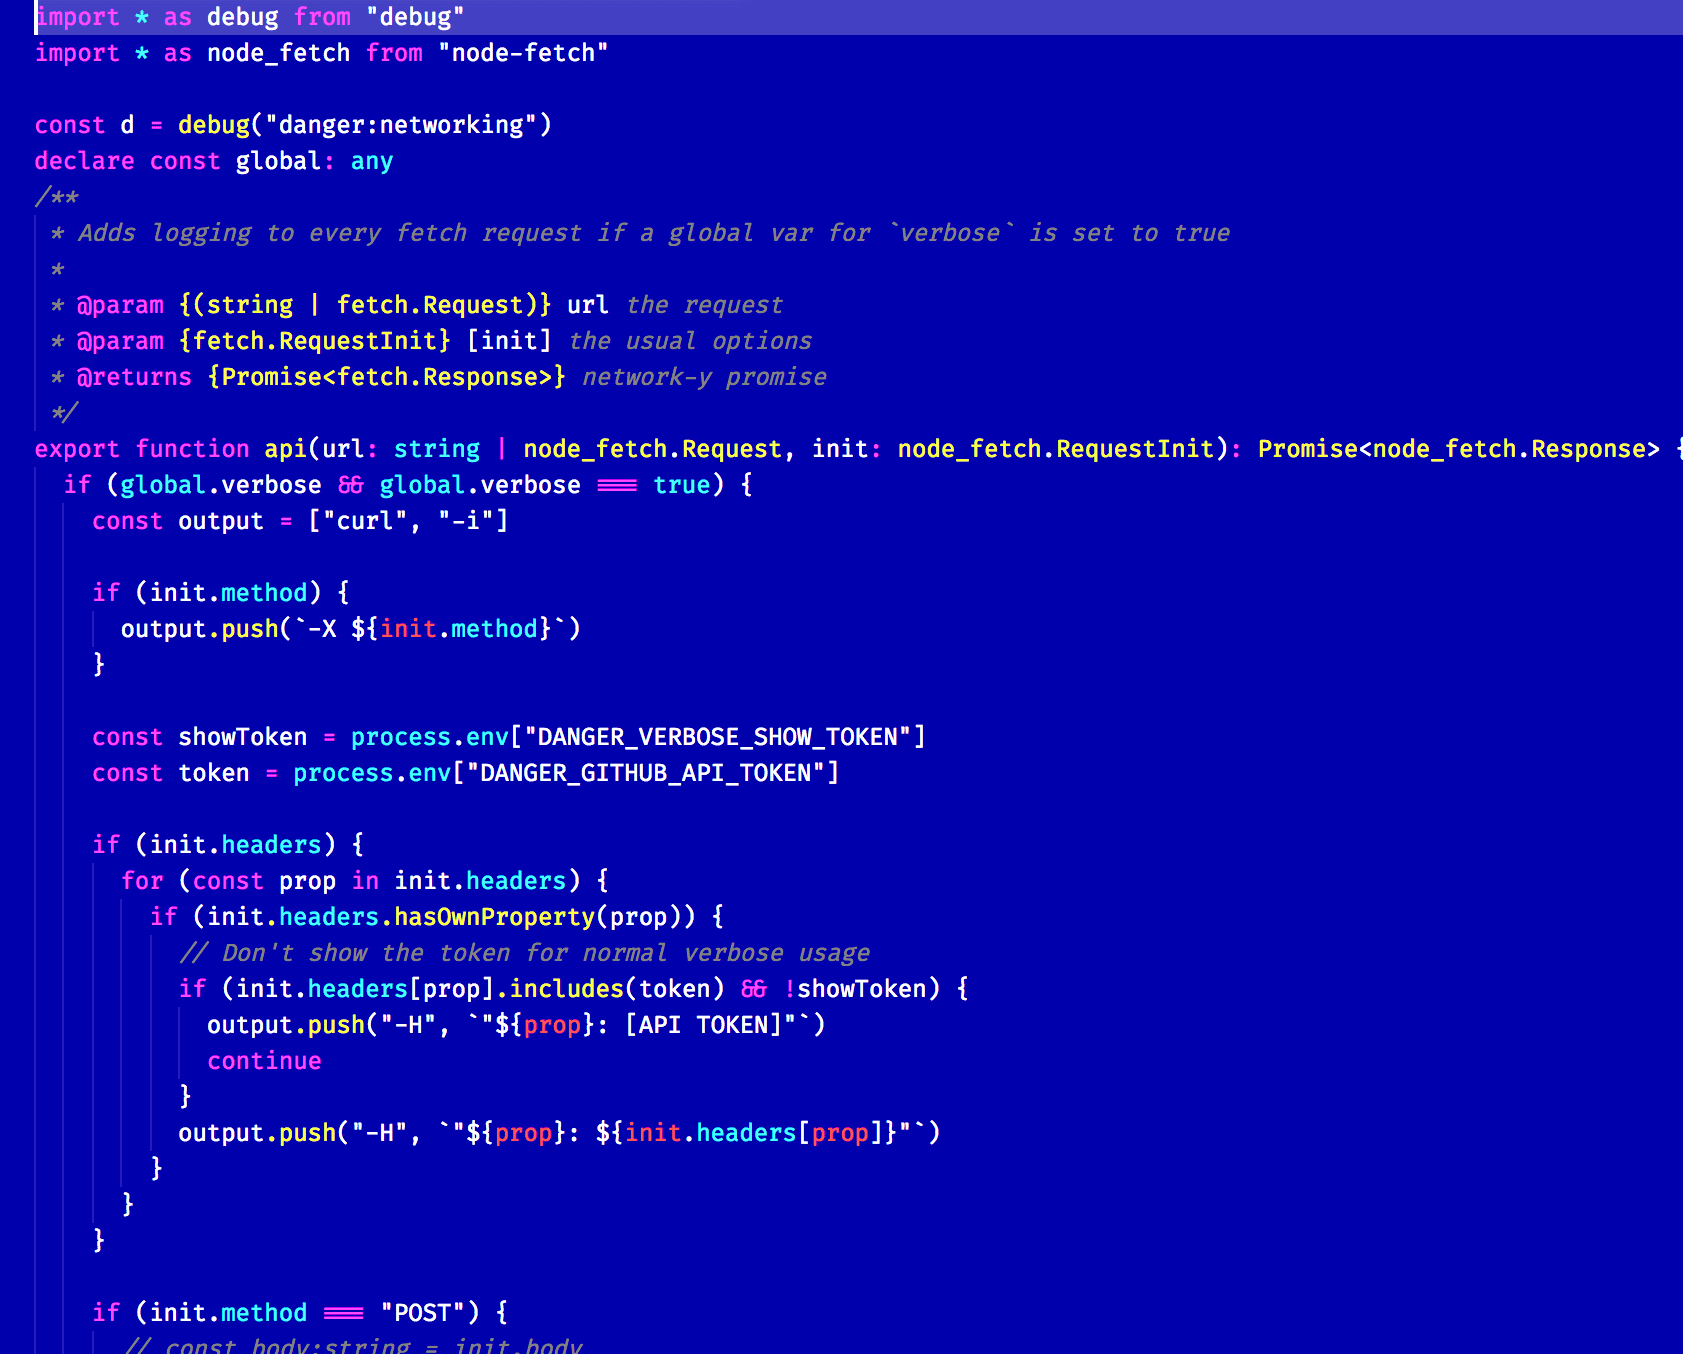 import * as debug from "debug"
import * as node_fetch from "node-fetch"
const d = debug("danger:networking")
declare const global: any
/**
* Adds logging to every fetch request if a global var for `verbose` is set to true
*
* @param {(string | fetch.Request)} url the request
* @param {fetch.RequestInit} [init] the usual options
* @returns {Promise<fetch.Response>} network-y promise
*/
export function api(url: string | node_fetch.Request, init: node_fetch.RequestInit): Promise<node_fetch.Response> {
if (global.verbose && global.verbose === true) {
const output = ["curl", "-i"]
if (init.method) {
output.push(`-X ${init.method}`)
}
const showToken = process.env["DANGER_VERBOSE_SHOW_TOKEN"]
const token = process.env["DANGER_GITHUB_API_TOKEN"]
if (init.headers) {
for (const prop in init.headers) {
if (init.headers.hasOwnProperty(prop)) {
// Don't show the token for normal verbose usage
if (init.headers[prop].includes(token) && !showToken) {
output.push("-H", `"${prop}: [API TOKEN]"`)
continue
}
output.push("-H", `"${prop}: ${init.headers[prop]}"`)
}
}
}
if (init.method === "POST") {
// const body:string = init.body